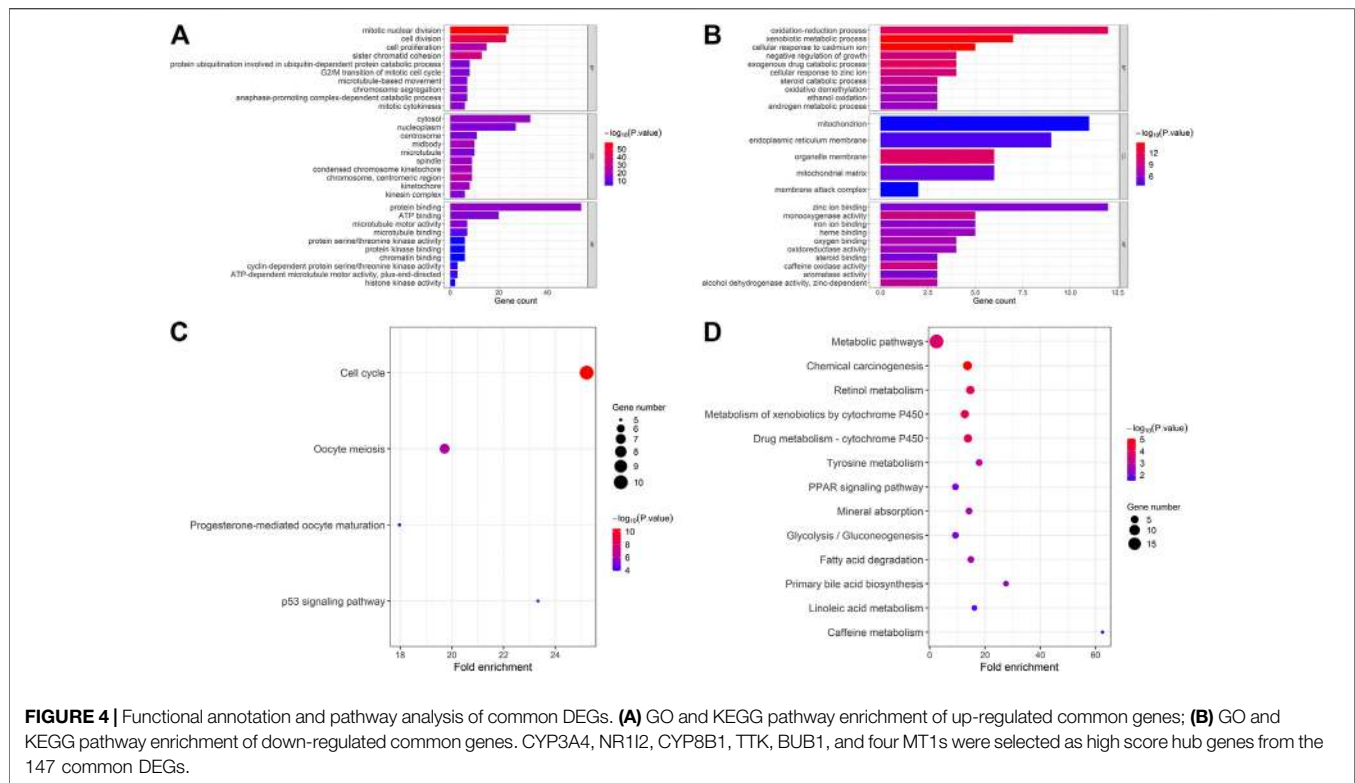 A
mitotic nuclear division
cell division
cell proliferation
sister chromatid cohesion
protein ubiquitination involved in ubiquitin-dependent protein catabolic process
G2/M transition of mitotic cell cycle
microtubule-based movement
chromosome segregation
anaphase-promoting complex-dependent catabolic process
mitotic cytokinesis
cytosol
nucleoplasm
centrosome
midbody
microtubule
spindle
condensed chromosome kinetochore
chromosome, centromeric region
kinetochore
kinesin complex
protein binding
ATP binding
microtubule motor activity
microtubule binding
protein serine/threonine kinase activity
protein kinase binding
chromatin binding
cyclin-dependent protein serine/threonine kinase activity
ATP-dependent microtubule motor activity, plus-end-directed
histone kinase activity
0 20 40
Gene count
−log10(P.value)
50
40
30
20
10
B
oxidation-reduction process
xenobiotic metabolic process
cellular response to cadmium ion
negative regulation of growth
exogenous drug catabolic process
cellular response to zinc ion
steroid catabolic process
oxidative demethylation
ethanol oxidation
androgen metabolic process
mitochondrion
endoplasmic reticulum membrane
organelle membrane
mitochondrial matrix
membrane attack complex
zinc ion binding
monooxygenase activity
iron ion binding
heme binding
oxygen binding
oxidoreductase activity
steroid binding
caffeine oxidase activity
aromatase activity
alcohol dehydrogenase activity, zinc-dependent
0.0 2.5 5.0 7.5 10.0 12.5
Gene count
−log10(P.value)
12
9
6
C
Cell cycle
Oocyte meiosis
Progesterone-mediated oocyte maturation
p53 signaling pathway
18 20 22 24
Fold enrichment
Gene number
5
6
7
8
9
10
−log10(P.value)
10
8
6
4
D
Metabolic pathways
Chemical carcinogenesis
Retinol metabolism
Metabolism of xenobiotics by cytochrome P450
Drug metabolism - cytochrome P450
Tyrosine metabolism
PPAR signaling pathway
Mineral absorption
Glycolysis / Gluconeogenesis
Fatty acid degradation
Primary bile acid biosynthesis
Linoleic acid metabolism
Caffeine metabolism
0 20 40 60
Fold enrichment
−log10(P.value)
5
4
3
2
Gene number
5
10
15
FIGURE 4 | Functional annotation and pathway analysis of common DEGs. (A) GO and KEGG pathway enrichment of up-regulated common genes; (B) GO and
KEGG pathway enrichment of down-regulated common genes. CYP3A4, NR1I2, CYP8B1, TTK, BUB1, and four MT1s were selected as high score hub genes from the
147 common DEGs.